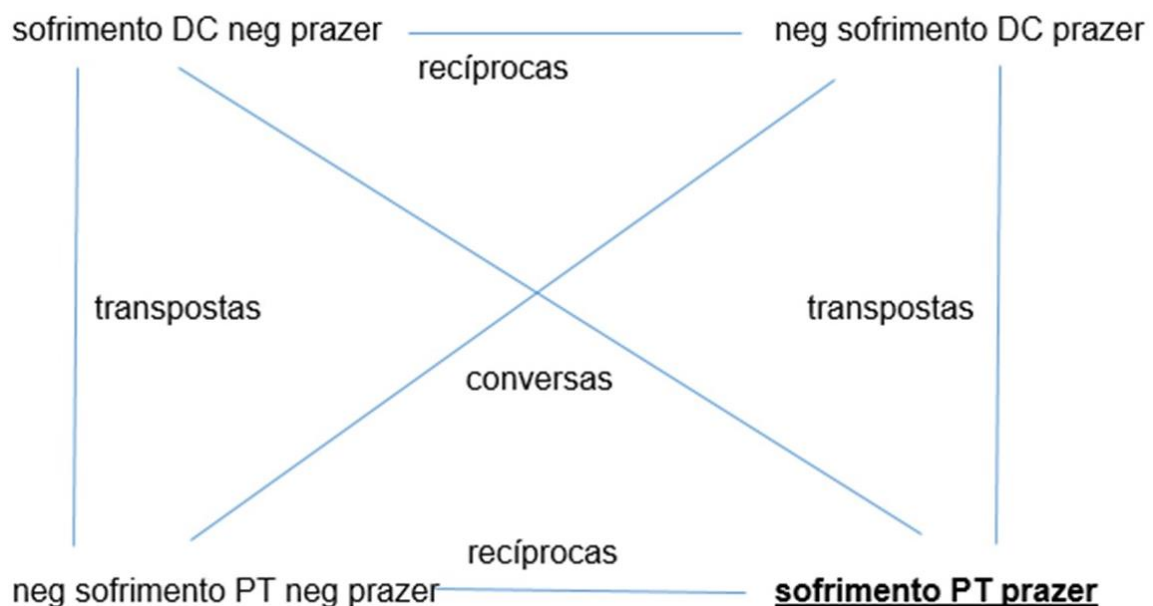 sofrimento DC neg prazer
neg sofrimento DC prazer
recíprocas
transpostas
transpostas
conversas
recíprocas
neg sofrimento PT neg prazer
sofrimento PT prazer